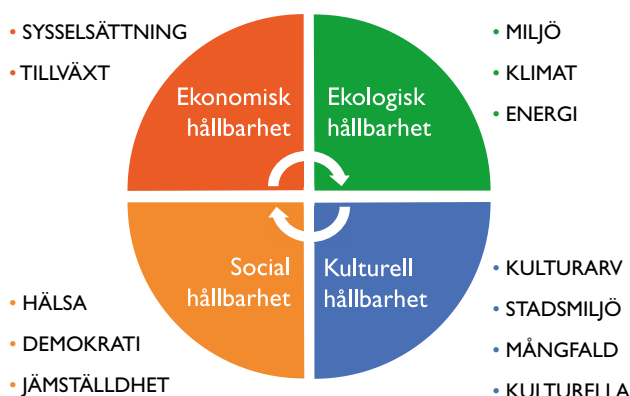 • SYSSELSÄTTNING
• TILLVÄXT
Ekonomisk
hållbarhet
Ekologisk
hållbarhet
• MILJÖ
• KLIMAT
• ENERGI
Social
hållbarhet
Kulturell
hållbarhet
• HÄLSA
• DEMOKRATI
• JÄMSTÄLLDHET
• KULTURARV
• STADSMILJÖ
• MÅNGFALD
• KULTURELLA